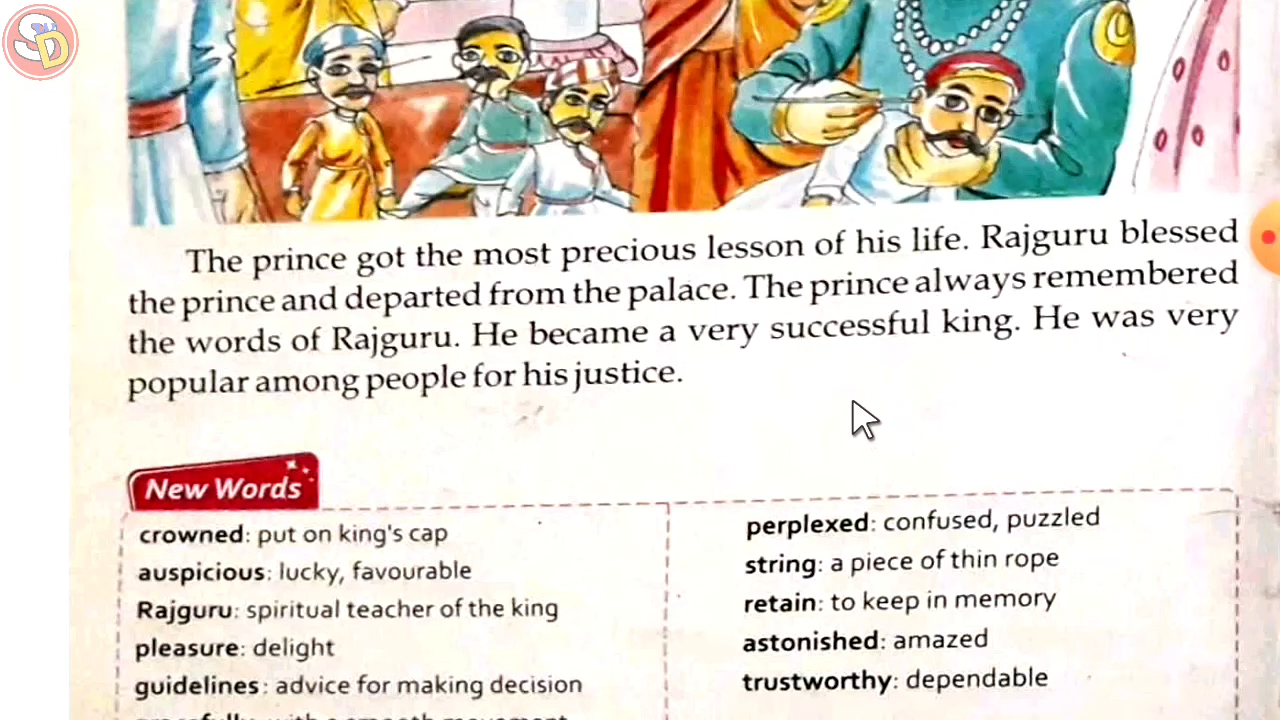 SD
The prince got the most precious lesson of his life. Rajguru blessed
the prince and departed from the palace. The prince always remembered
the words of Rajguru. He became a very successful king. He was very
popular among people for his justice.
New Words
crowned: put on king's cap
auspicious: lucky, favourable
Rajguru: spiritual teacher of the king
pleasure: delight
guidelines: advice for making decision
perplexed: confused, puzzled
string: a piece of thin rope
retain: to keep in memory
astonished: amazed
trustworthy: dependable